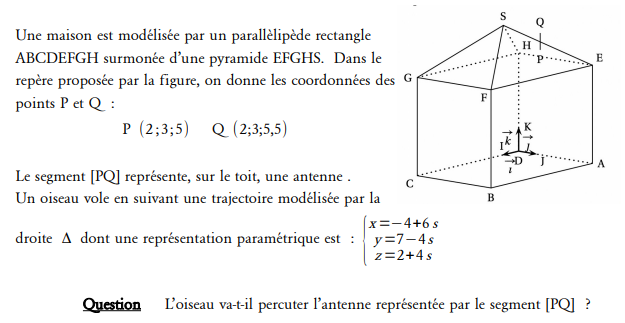 Une maison est modélisée par un parallèlipède rectangle
ABCDEFGH surmonée d'une pyramide EFGHS. Dans le
repère proposée par la figure, on donne les coordonnées des
points P et Q :
P (2;3;5) Q (2;3;5,5)
Le segment [PQ] représente, sur le toit, une antenne .
Un oiseau vole en suivant une trajectoire modélisée par la
droite Δ dont une représentation paramétrique est :
x=−4+6 s
y=7−4 s
z=2+4 s
Question L'oiseau va-t-il percuter l'antenne représentée par le segment [PQ] ?
S
Q
H
P
E
G
F
K
k
I
J
D
j
i
A
C
B